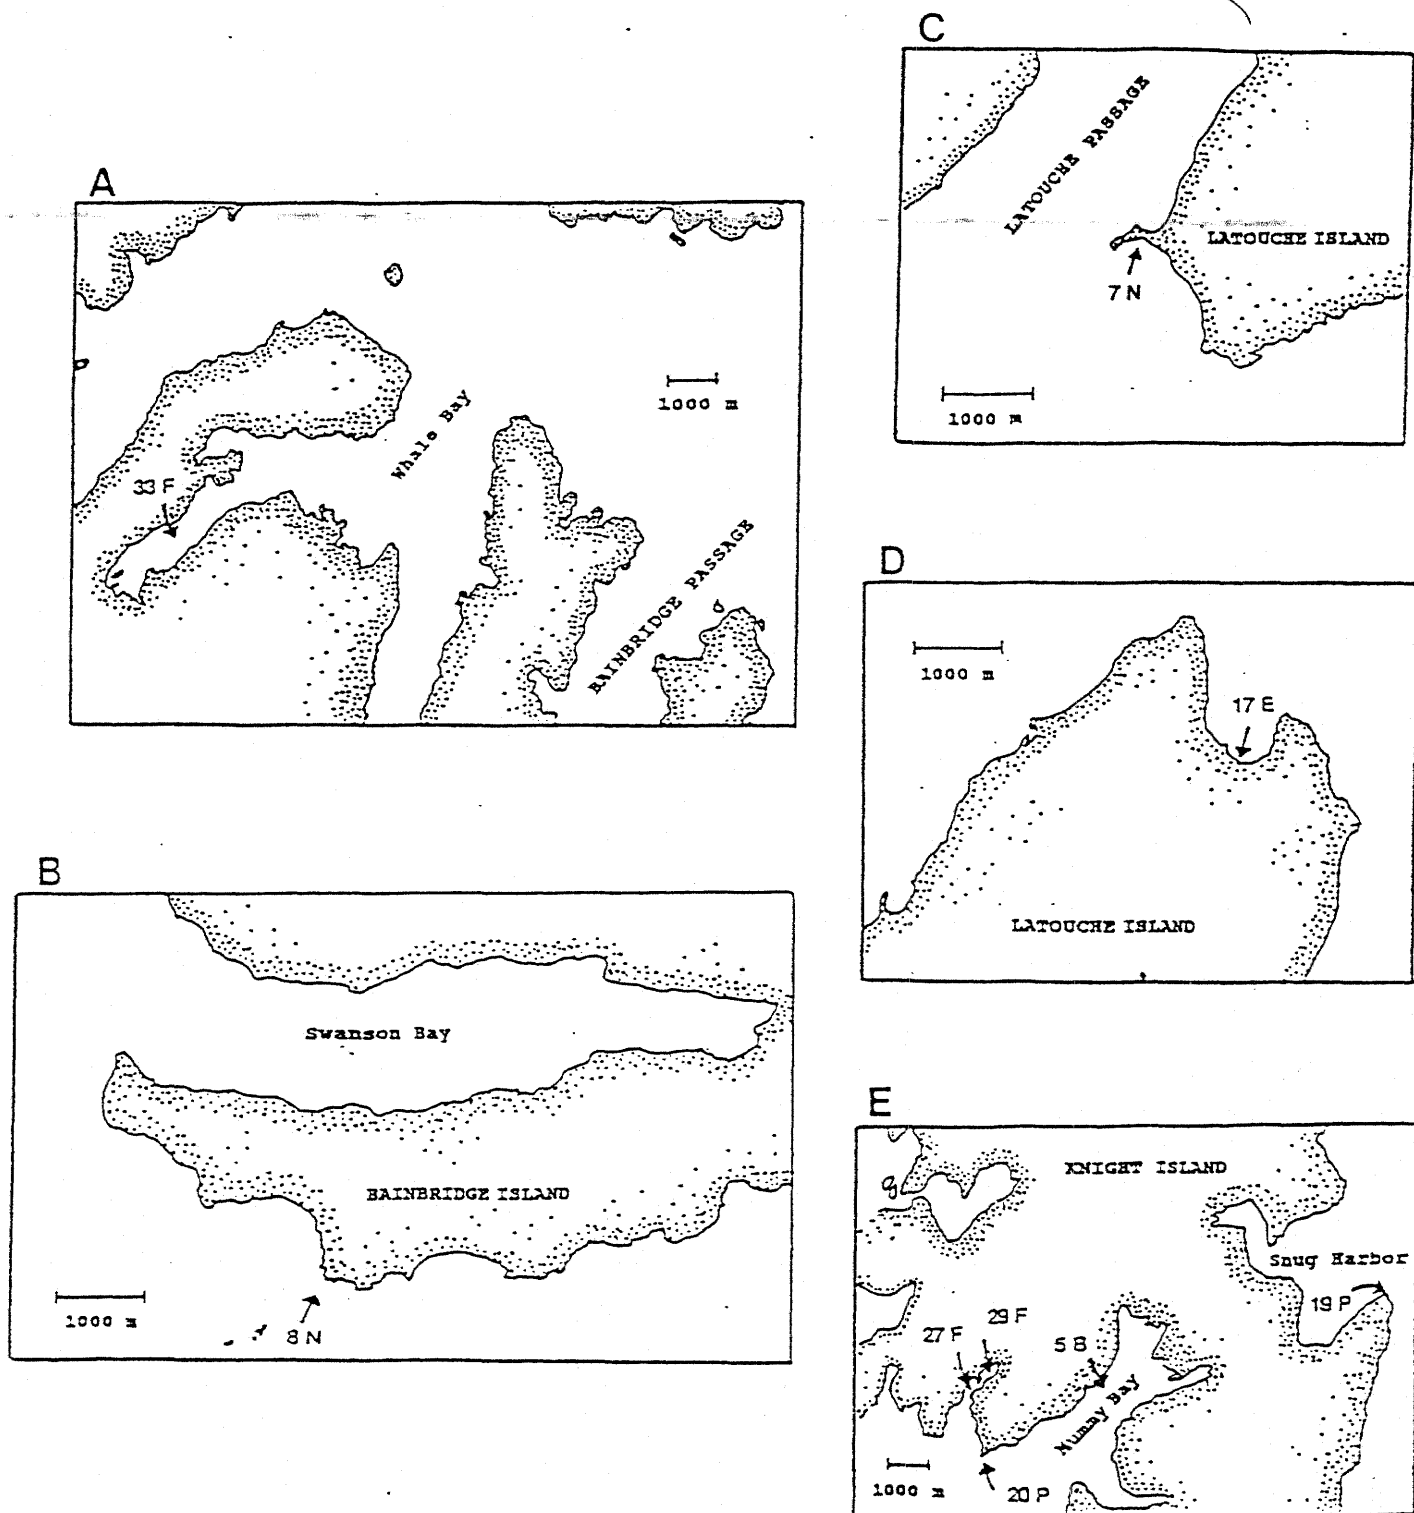 A
33 F
Whale Bay
1000 m
BAINBRIDGE PASSAGE
B
Swanson Bay
BAINBRIDGE ISLAND
1000 m
8 N
C
LATOUCHE PASSAGE
LATOUCHE ISLAND
7 N
1000 m
D
1000 m
17 E
LATOUCHE ISLAND
E
KNIGHT ISLAND
Snug Harbor
19 P
29 F
27 F
5 B
Mummy Bay
1000 m
20 P